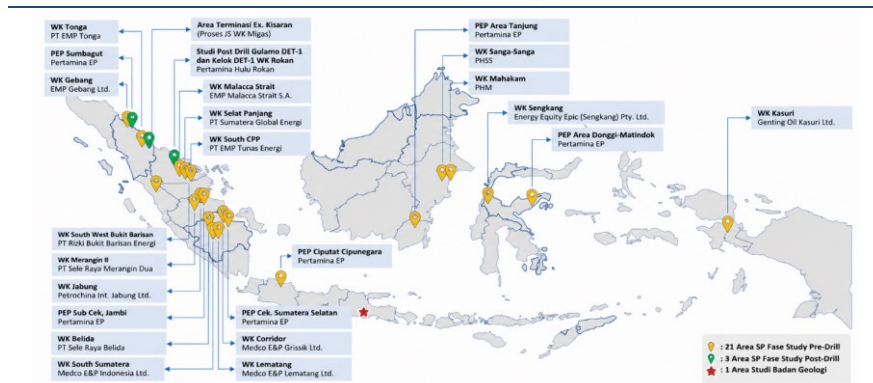 WK Tonga
PT EMP Tonga
PEP Sumbagut
Pertamina EP
WK Gebang
EMP Gebang Ltd.
Area Terminasi Ex. Kisaran
(Proses JS WK Migas)
Studi Post Drill Gulamo DET-1
dan Kelok DET-1 WK Rokan
Pertamina Hulu Rokan
WK Malacca Strait
EMP Malacca Strait S.A.
WK Selat Panjang
PT Sumatera Global Energi
WK South CPP
PT EMP Tunas Energi
PEP Area Tanjung
Pertamina EP
WK Sanga-Sanga
PHSS
WK Mahakam
PHM
WK Sengkang
Energy Equity Epic (Sengkang) Pty. Ltd.
PEP Area Donggi-Matindok
Pertamina EP
WK Kasuri
Genting Oil Kasuri Ltd.
WK South West Bukit Barisan
PT Rizki Bukit Barisan Energi
WK Merangin II
PT Sele Raya Merangin Dua
WK Jabung
Petrochina Int. Jabung Ltd.
PEP Sub Cek, Jambi
Pertamina EP
WK Belida
PT Sele Raya Belida
WK South Sumatera
Medco E&P Indonesia Ltd.
PEP Ciputat Cipunegara
Pertamina EP
PEP Cek. Sumatera Selatan
Pertamina EP
WK Corridor
Medco E&P Grissik Ltd.
WK Lematang
Medco E&P Lematang Ltd.
: 21 Area SP Fase Study Pre-Drill
: 3 Area SP Fase Study Post-Drill
: 1 Area Studi Badan Geologi